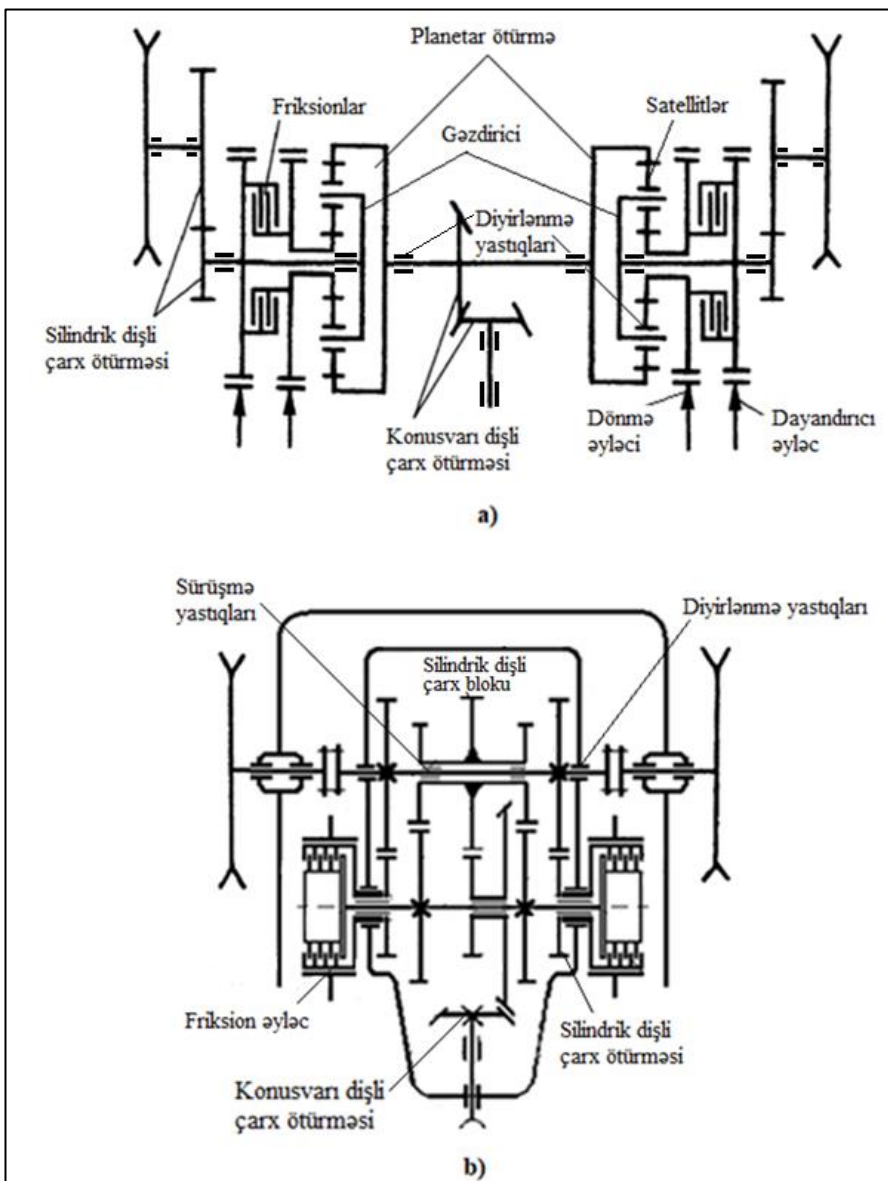 Planetar ötürmə
Friksionlar
Gəzdirici
Satellitlər
Diyirlənmə
yastıqlari
Silindrik dişli
çarx ötürməsi
Konusvarı dişli
çarx ötürməsi
Dönmə
əyləci
Dayandırıcı
əyləc
a)
Sürüşmə
yastıqları
Diyirlənmə yastıqları
Silindrik dişli
çarx bloku
Friksion əyləc
Silindrik dişli
çarx ötürməsi
Konusvarı dişli
çarx ötürməsi
b)